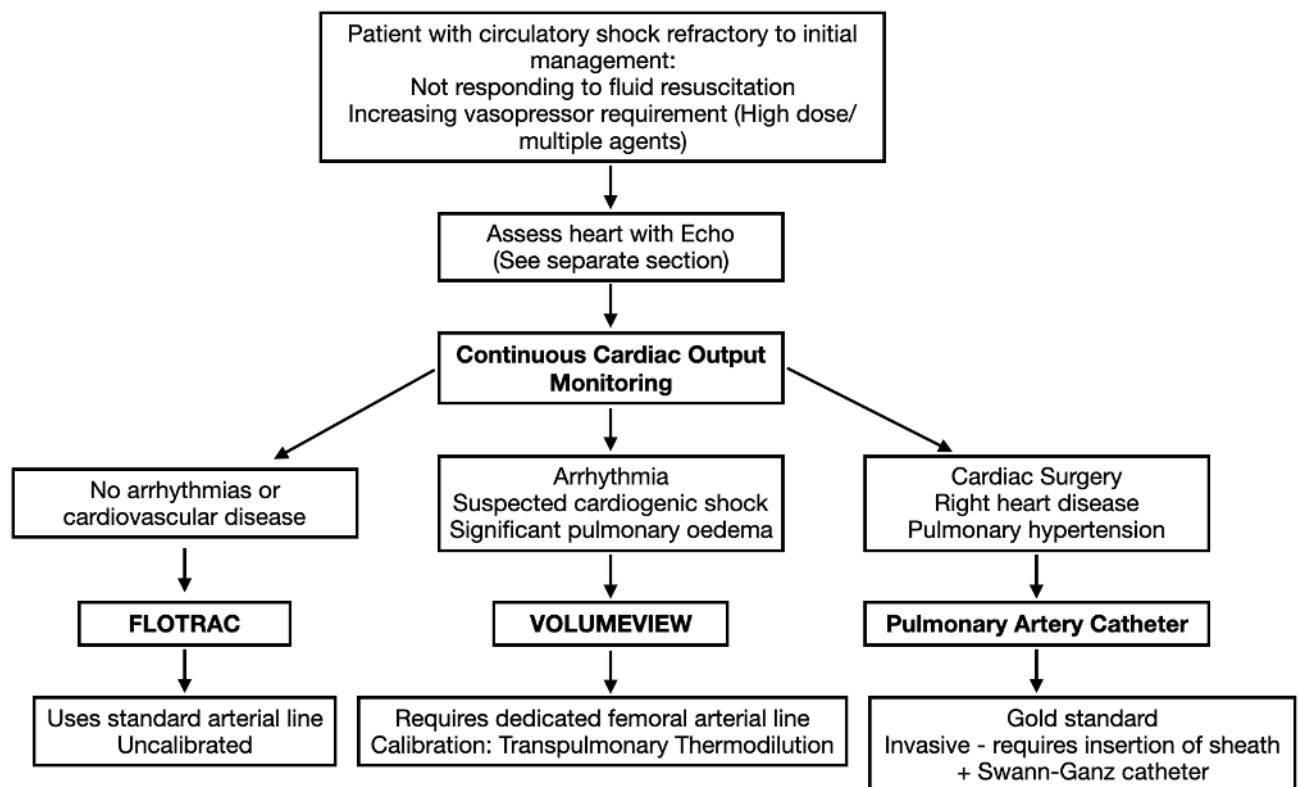 Patient with circulatory shock refractory to initial
management:
Not responding to fluid resuscitation
Increasing vasopressor requirement (High dose/
multiple agents)
Assess heart with Echo
(See separate section)
Continuous Cardiac Output
Monitoring
No arrhythmias or
cardiovascular disease
Arrhythmia
Suspected cardiogenic shock
Significant pulmonary oedema
Cardiac Surgery
Right heart disease
Pulmonary hypertension
FLOTRAC
VOLUMEVIEW
Pulmonary Artery Catheter
Uses standard arterial line
Uncalibrated
Requires dedicated femoral arterial line
Calibration: Transpulmonary Thermodilution
Gold standard
Invasive - requires insertion of sheath
+ Swann-Ganz catheter